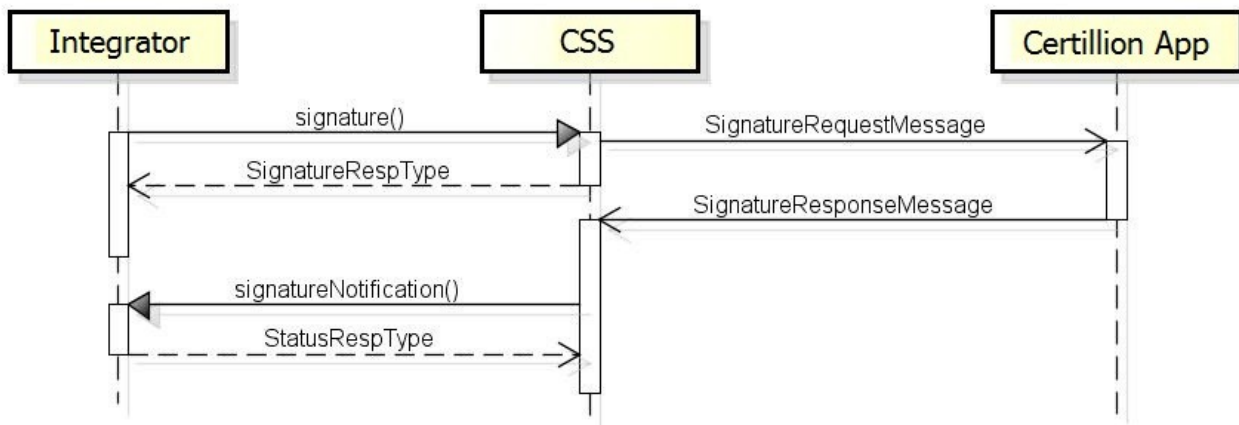 Integrator
CSS
Certillion App
signature()
SignatureRequestMessage
SignatureRespType
SignatureResponseMessage
signatureNotification()
StatusRespType